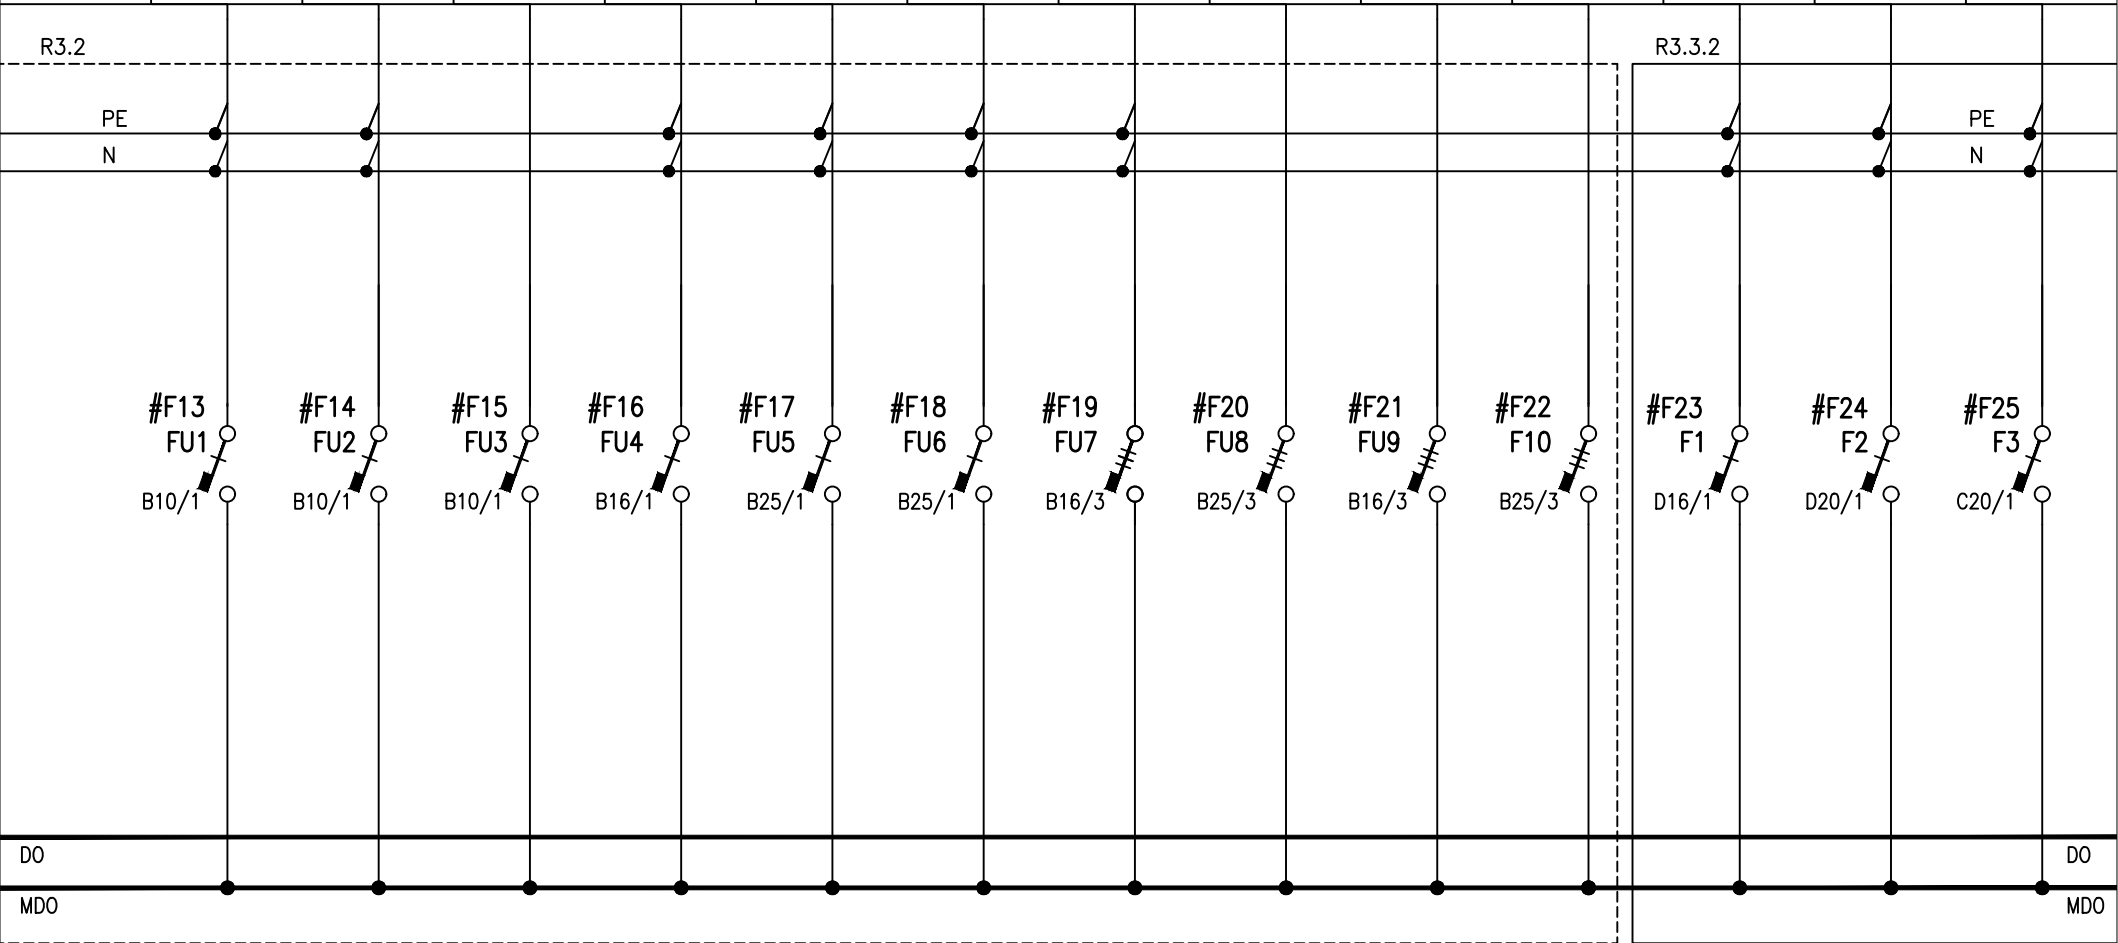 R3.2
R3.3.2
PE
PE
N
N
#F13 #F14 #F15 #F16 #F17 #F18 #F19 #F20 #F21 #F22 #F23 #F24 #F25
FU1 FU2 FU3 FU4 FU5 FU6 FU7 FU8 FU9 F10 F1 F2 F3
B10/1 B10/1 B10/1 B16/1 B25/1 B25/1 B16/3 B25/3 B16/3 B25/3 D16/1 D20/1 C20/1
DO
DO
MDO
MDO